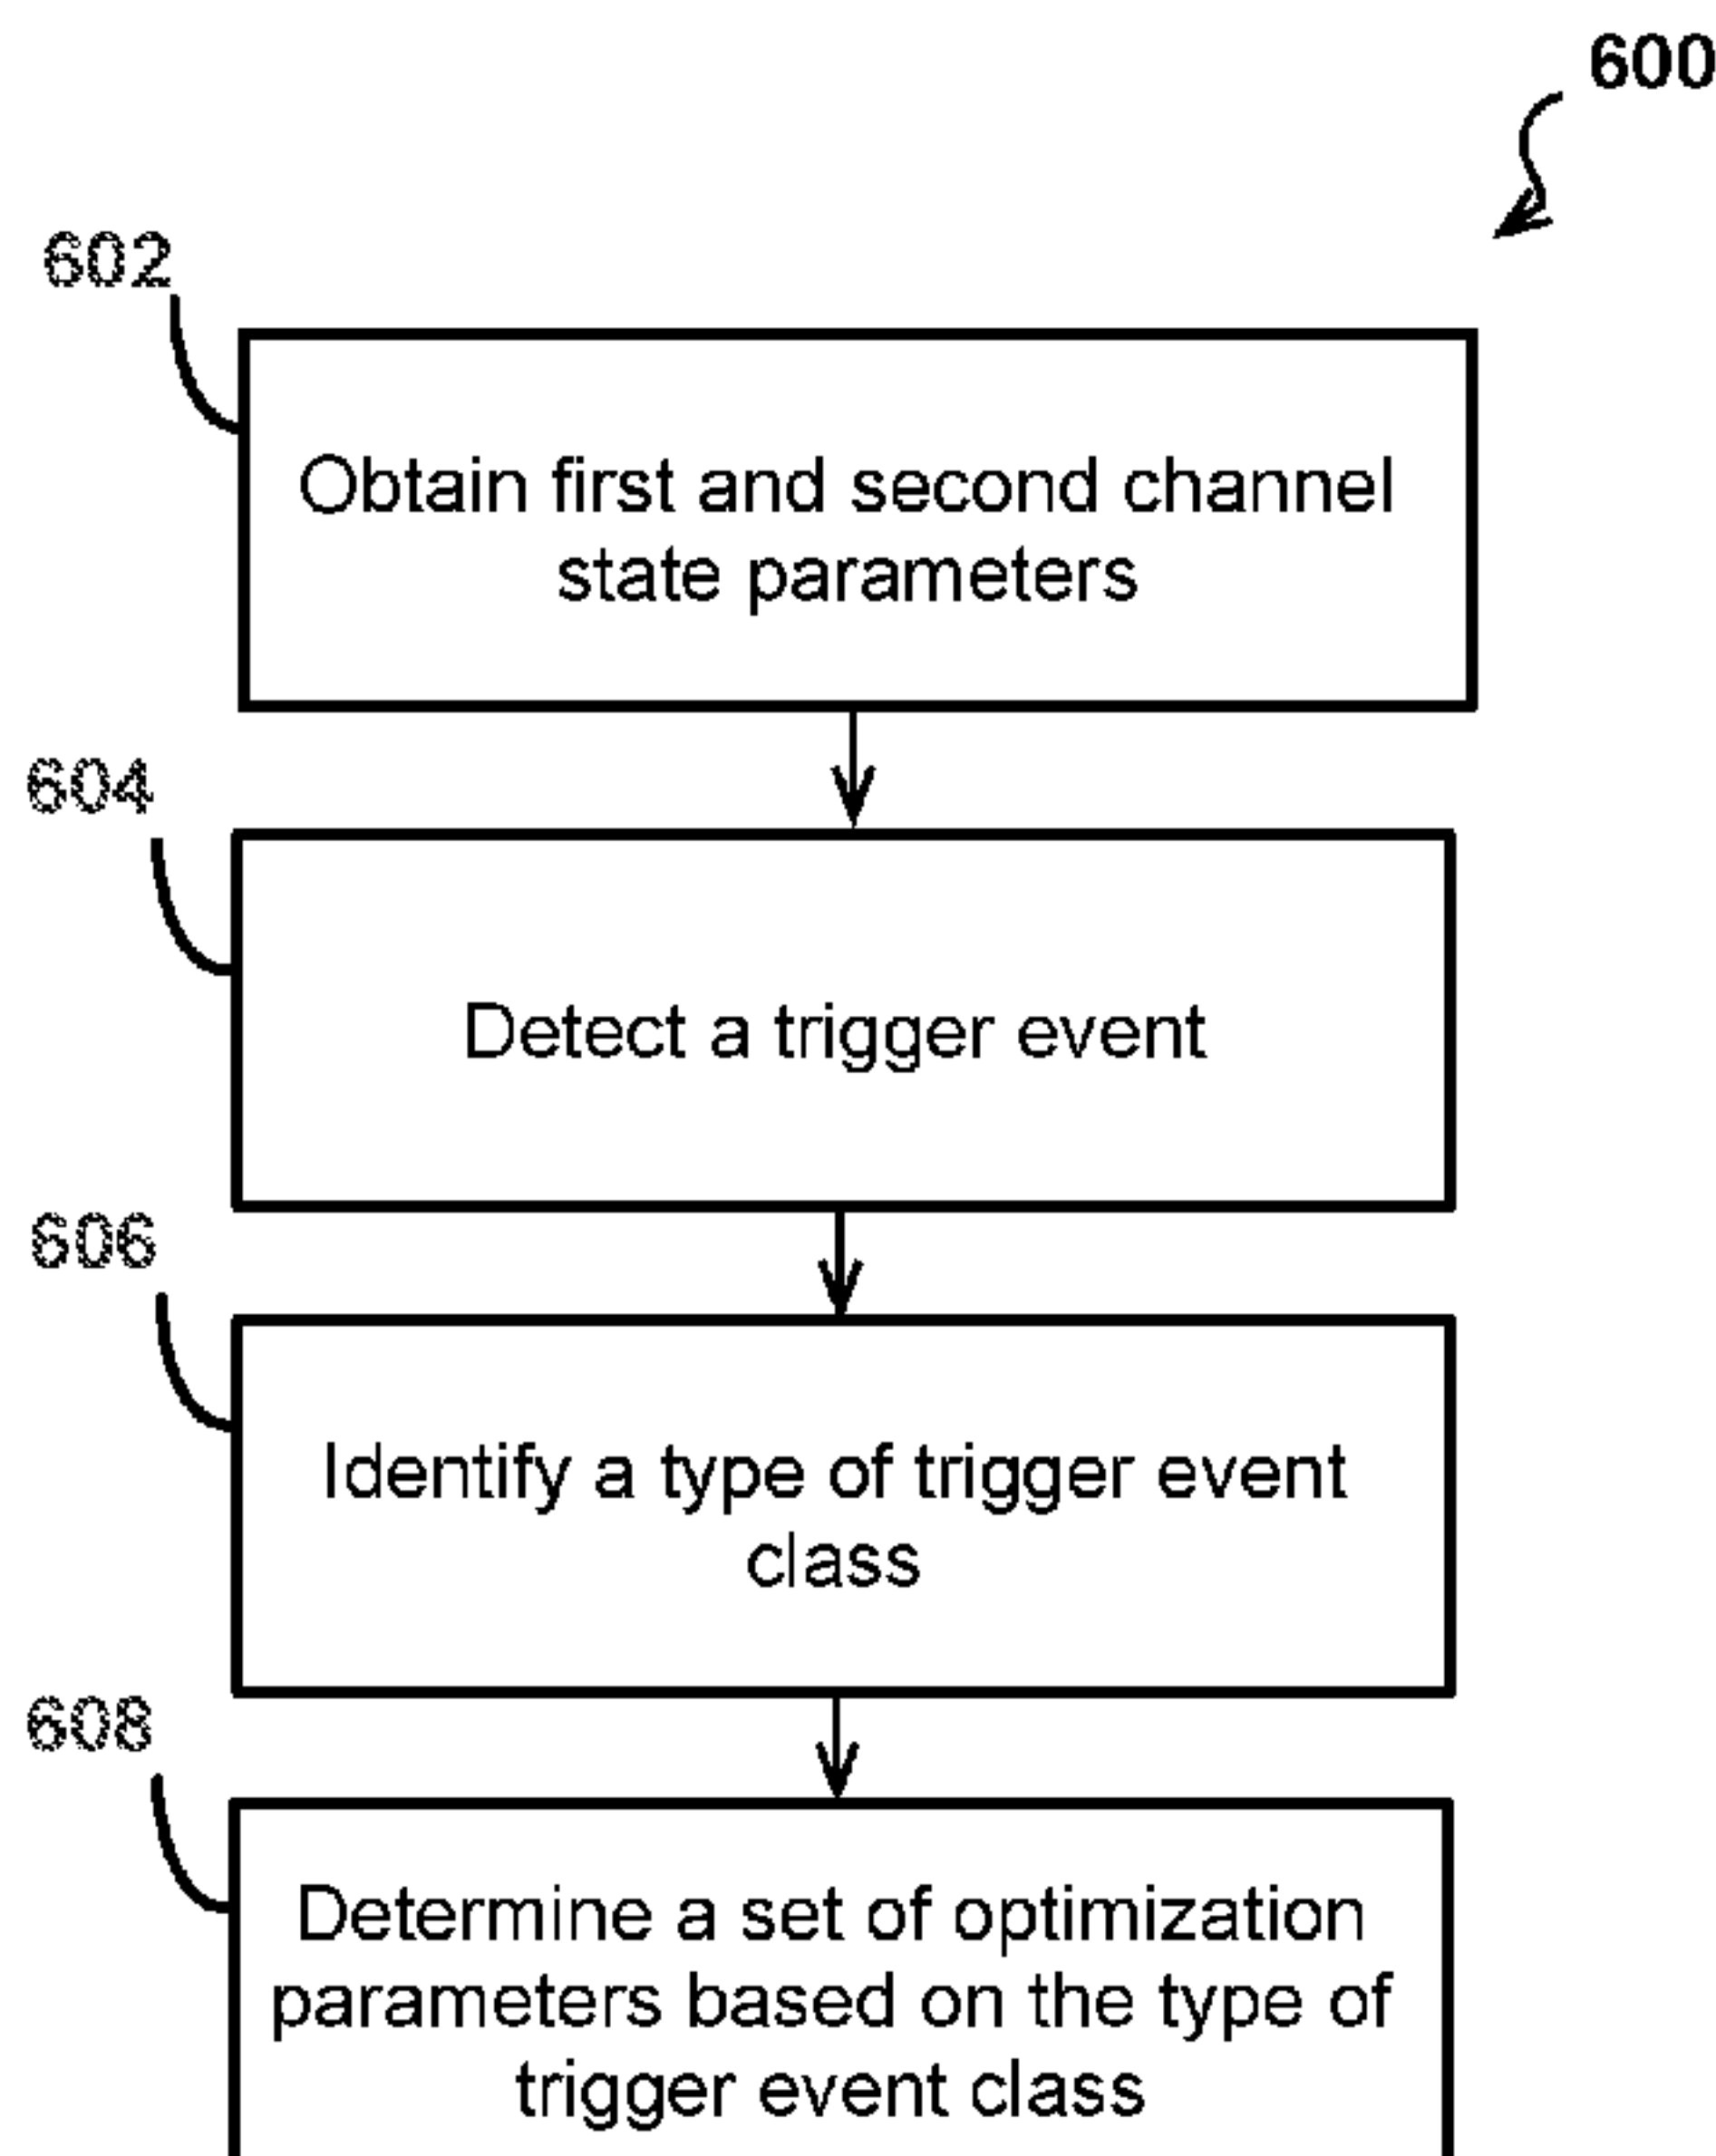 600
602
Obtain first and second channel
state parameters
604
Detect a trigger event
606
Identify a type of trigger event
class
608
Determine a set of optimization
parameters based on the type of
trigger event class